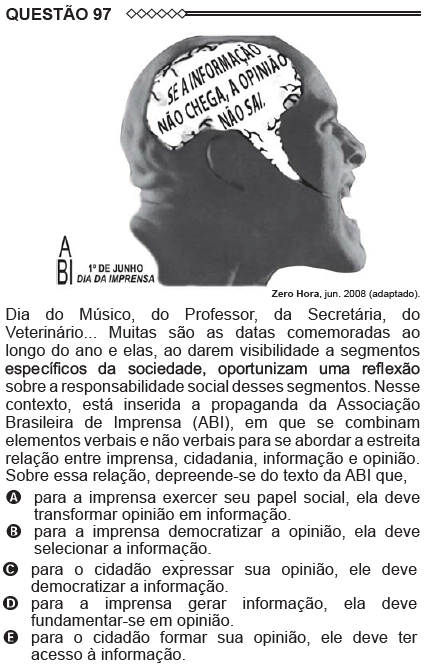 QUESTÃO 97
SE A INFORMAÇÃO
NÃO CHEGA, A OPINIÃO
NÃO SAI.
A
BI
1º DE JUNHO
DIA DA IMPRENSA
Zero Hora, jun. 2008 (adaptado).
Dia do Músico, do Professor, da Secretária, do
Veterinário... Muitas são as datas comemoradas ao
longo do ano e elas, ao darem visibilidade a segmentos
específicos da sociedade, oportunizam uma reflexão
sobre a responsabilidade social desses segmentos. Nesse
contexto, está inserida a propaganda da Associação
Brasileira de Imprensa (ABI), em que se combinam
elementos verbais e não verbais para se abordar a estreita
relação entre imprensa, cidadania, informação e opinião.
Sobre essa relação, depreende-se do texto da ABI que,
A para a imprensa exercer seu papel social, ela deve
transformar opinião em informação.
B para a imprensa democratizar a opinião, ela deve
selecionar a informação.
C para o cidadão expressar sua opinião, ele deve
democratizar a informação.
D para a imprensa gerar informação, ela deve
fundamentar-se em opinião.
E para o cidadão formar sua opinião, ele deve ter
acesso à informação.